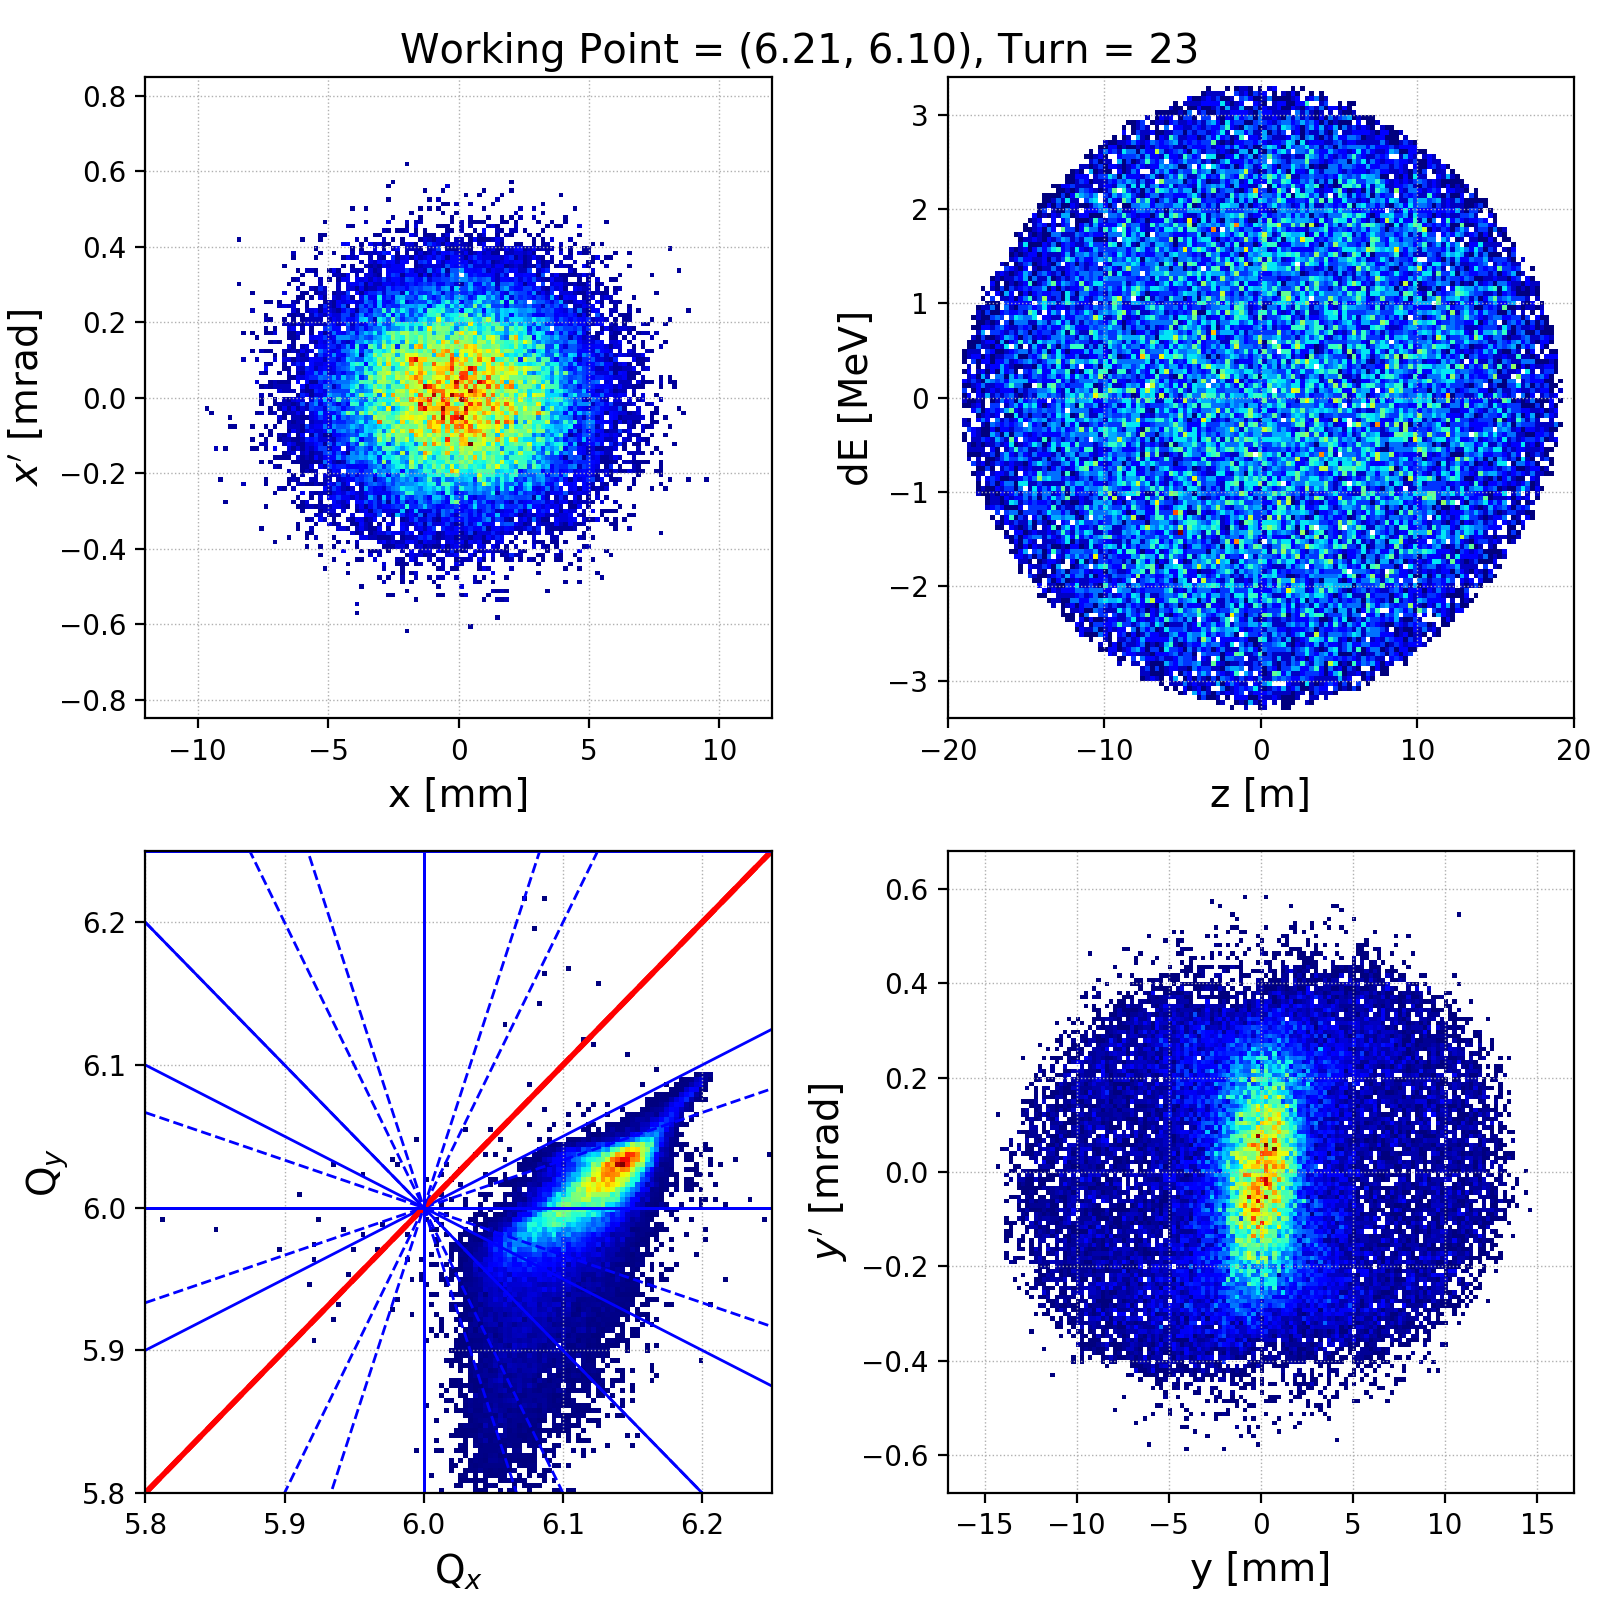 Working Point = (6.21, 6.10), Turn = 23
0.8
0.6
0.4
0.2
0.0
−0.2
−0.4
−0.6
−0.8
x′ [mrad]
−10 −5 0 5 10
x [mm]
3
2
1
0
−1
−2
−3
dE [MeV]
−20 −10 0 10 20
z [m]
6.2
6.1
6.0
5.9
5.8
Qy
5.8 5.9 6.0 6.1 6.2
Qx
0.6
0.4
0.2
0.0
−0.2
−0.4
−0.6
y′ [mrad]
−15 −10 −5 0 5 10 15
y [mm]